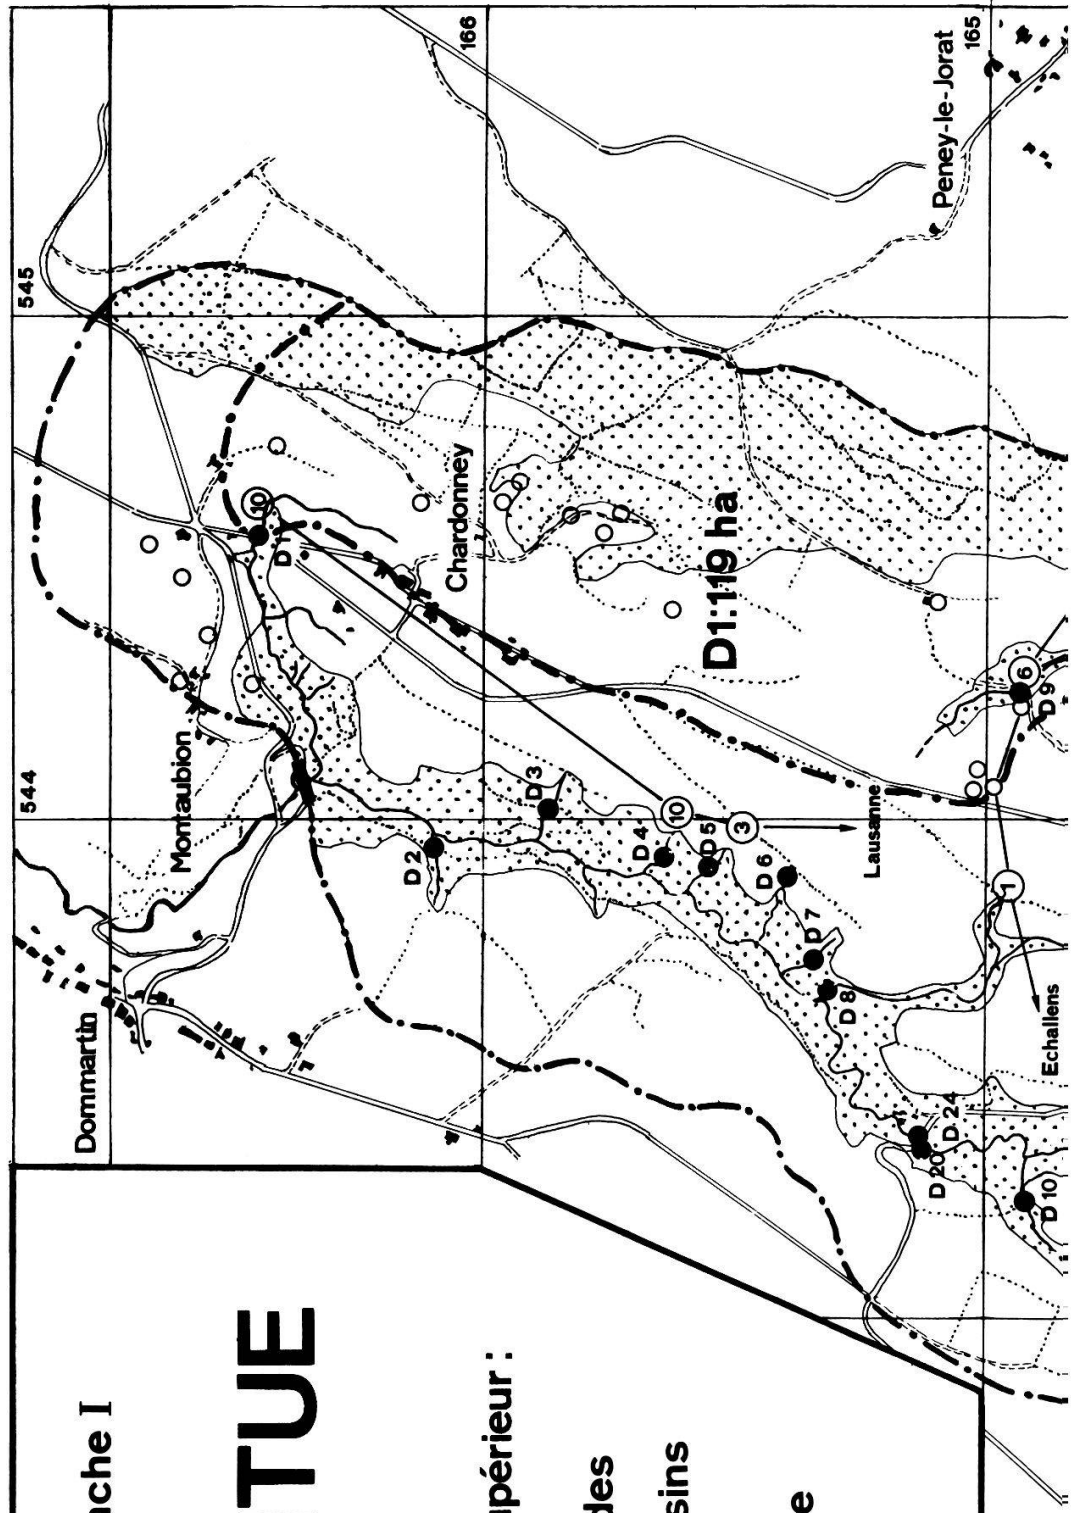 nche I
TUE
périeur :
des
sins
e
Dommartin
Montaubion
544
545
Chardonney
166
165
Peney-le-Jorat
D1:119 ha
10
D 1
D 2
D 3
D 4
D 5
D 6
D 7
D 8
D 9
D 10
D 20
D 24
10
3
6
1
Lausanne
Echallens